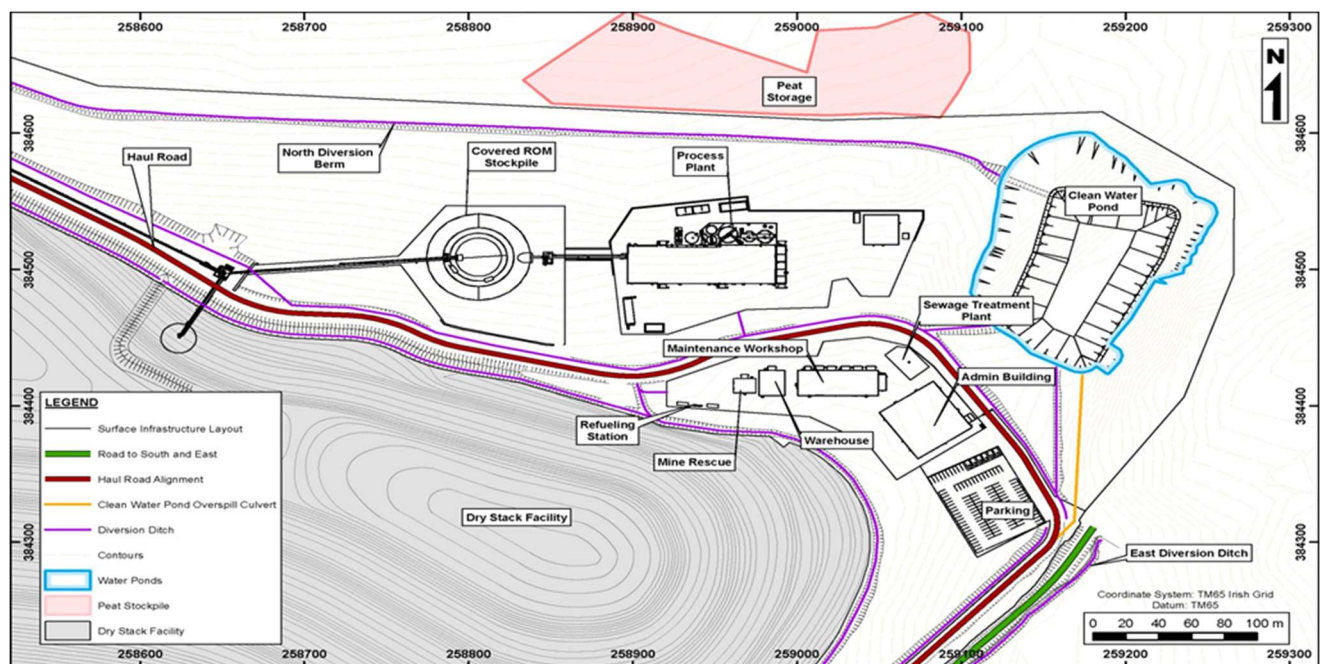 258600 258700 258800 258900 259000 259100 259200 259300
N
Peat
Storage
384600
384600
Haul Road
North Diversion
Berm
Covered ROM
Stockpile
Process
Plant
Clean Water
Pond
384500
384500
Sewage Treatment
Plant
Maintenance Workshop
Admin Building
384400
384400
Refueling
Station
Warehouse
Mine Rescue
LEGEND
Surface Infrastructure Layout
Road to South and East
Haul Road Alignment
Clean Water Pond Overspill Culvert
Diversion Ditch
Contours
Water Ponds
Peat Stockpile
Dry Stack Facility
Dry Stack Facility
Parking
384300
384300
East Diversion Ditch
Coordinate System: TM65 Irish Grid
Datum: TM65
0 20 40 60 80 100 m
258600 258700 258800 258900 259000 259100 259200 259300